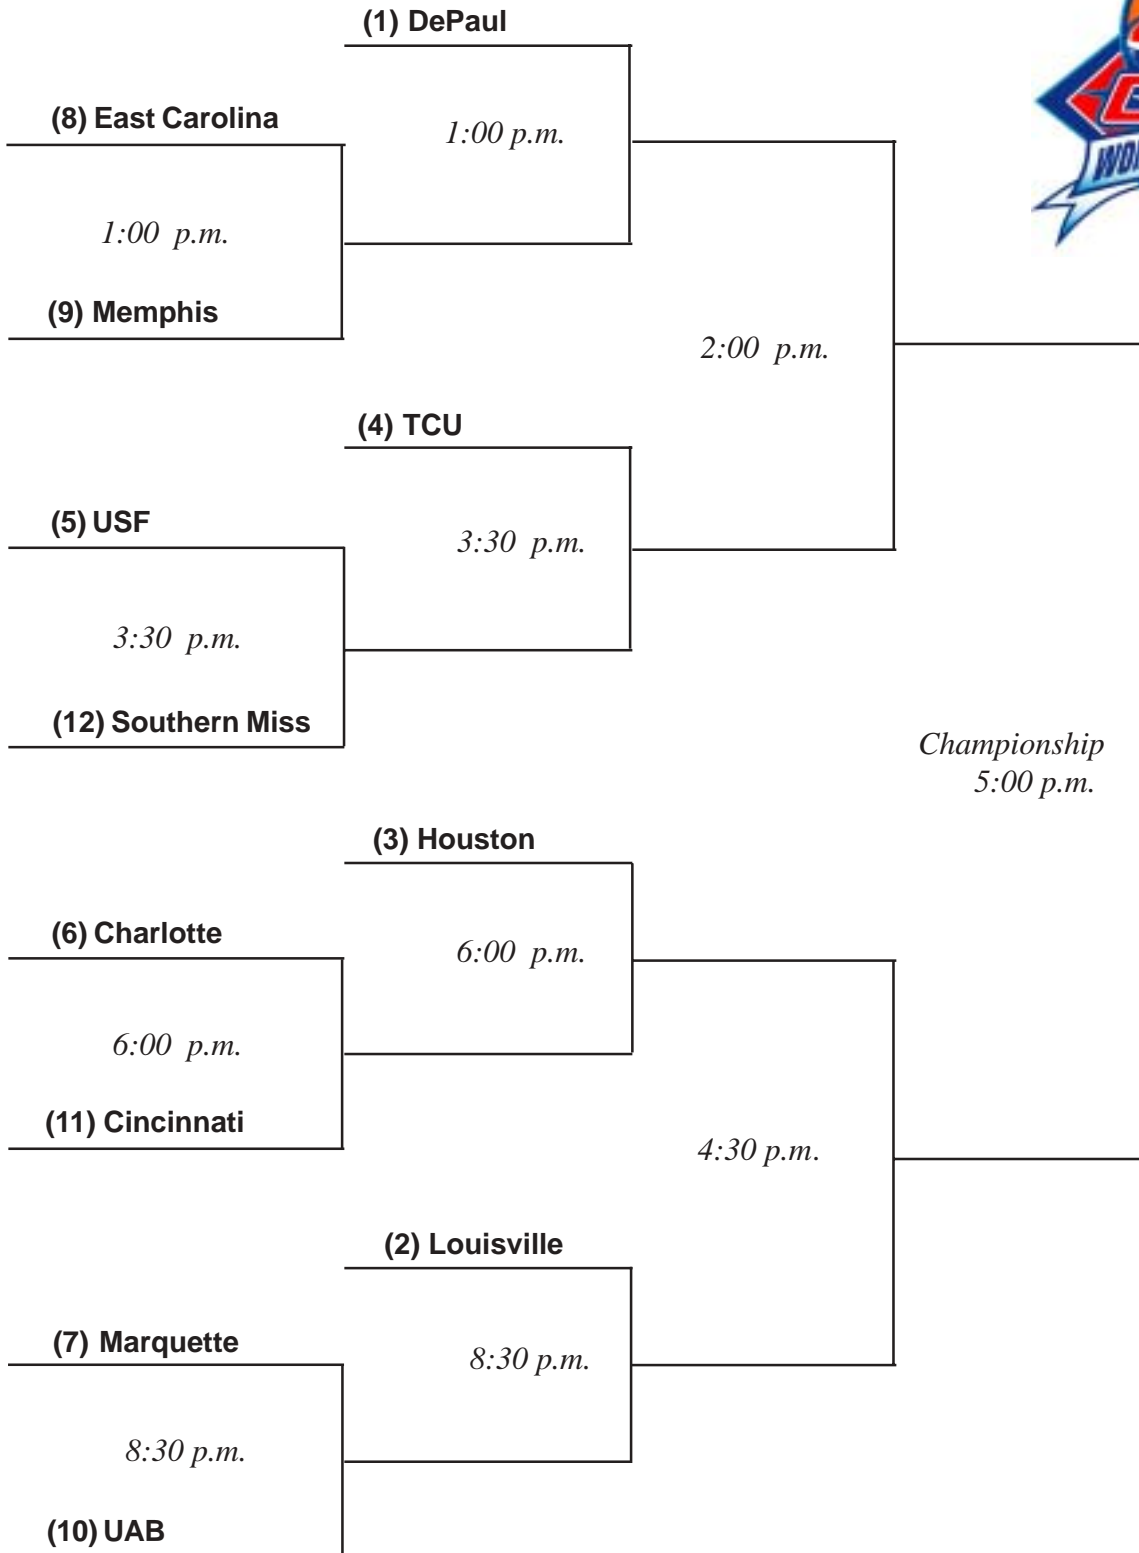 (1) DePaul
(8) East Carolina
1:00 p.m.
1:00 p.m.
(9) Memphis
2:00 p.m.
(4) TCU
(5) USF
3:30 p.m.
3:30 p.m.
(12) Southern Miss
Championship
5:00 p.m.
(3) Houston
(6) Charlotte
6:00 p.m.
6:00 p.m.
(11) Cincinnati
4:30 p.m.
(2) Louisville
(7) Marquette
8:30 p.m.
8:30 p.m.
(10) UAB